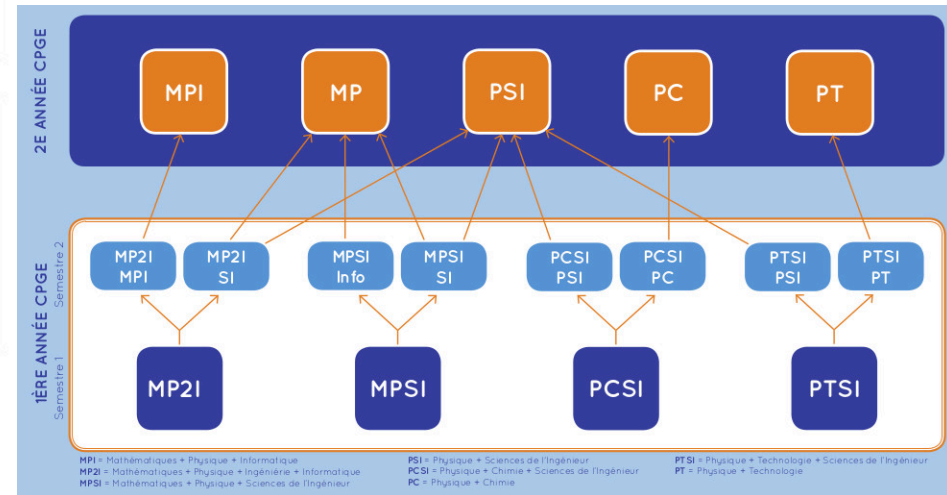 2E ANNÉE CPGE
MPI
MP
PSI
PC
PT
1ÈRE ANNÉE CPGE
Semestre 2
MP2I
MPI
MP2I
SI
MPSI
Info
MPSI
SI
PCSI
PSI
PCSI
PC
PTSI
PSI
PTSI
PT
Semestre 1
MP2I
MPSI
PCSI
PTSI
MPI = Mathématiques + Physique + Informatique
MP2I = Mathématiques + Physique + Ingénièrie + Informatique
MPSI = Mathématiques + Physique + Sciences de l'Ingénieur
PSI = Physique + Sciences de l'Ingénieur
PCSI = Physique + Chimie + Sciences de l'Ingénieur
PC = Physique + Chimie
PTSI = Physique + Technologie + Sciences de l'Ingénieur
PT = Physique + Technologie